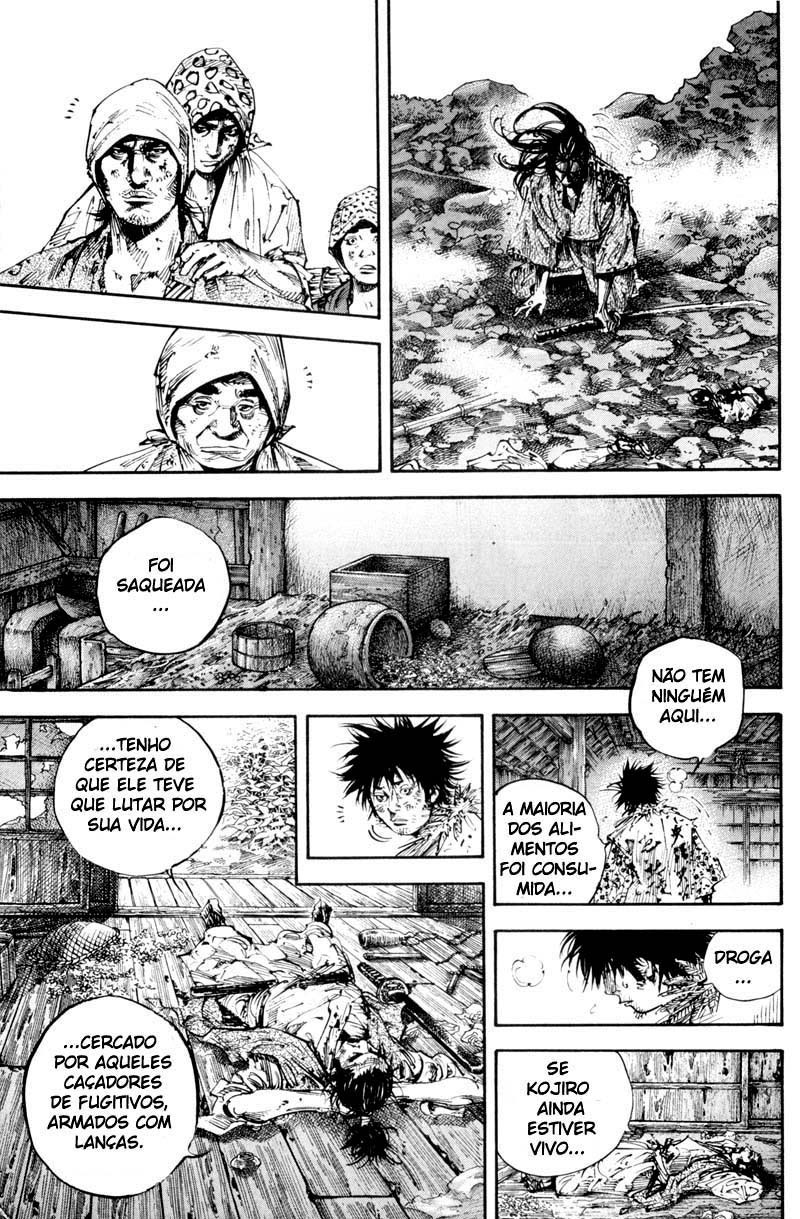 FOI
SAQUEADA
...
NÃO TEM
NINGUÉM
AQUI...
A MAIORIA
DOS ALI-
MENTOS
FOI CONSU-
MIDA...
DROGA
...
SE
KOJIRO
AINDA
ESTIVER
VIVO...
...TENHO
CERTEZA
DE QUE ELE TEVE
QUE LUTAR POR
SUA VIDA...
...CERCADO
POR AQUELES
CAÇADORES
DE FUGITIVOS,
ARMADOS COM
LANÇAS.